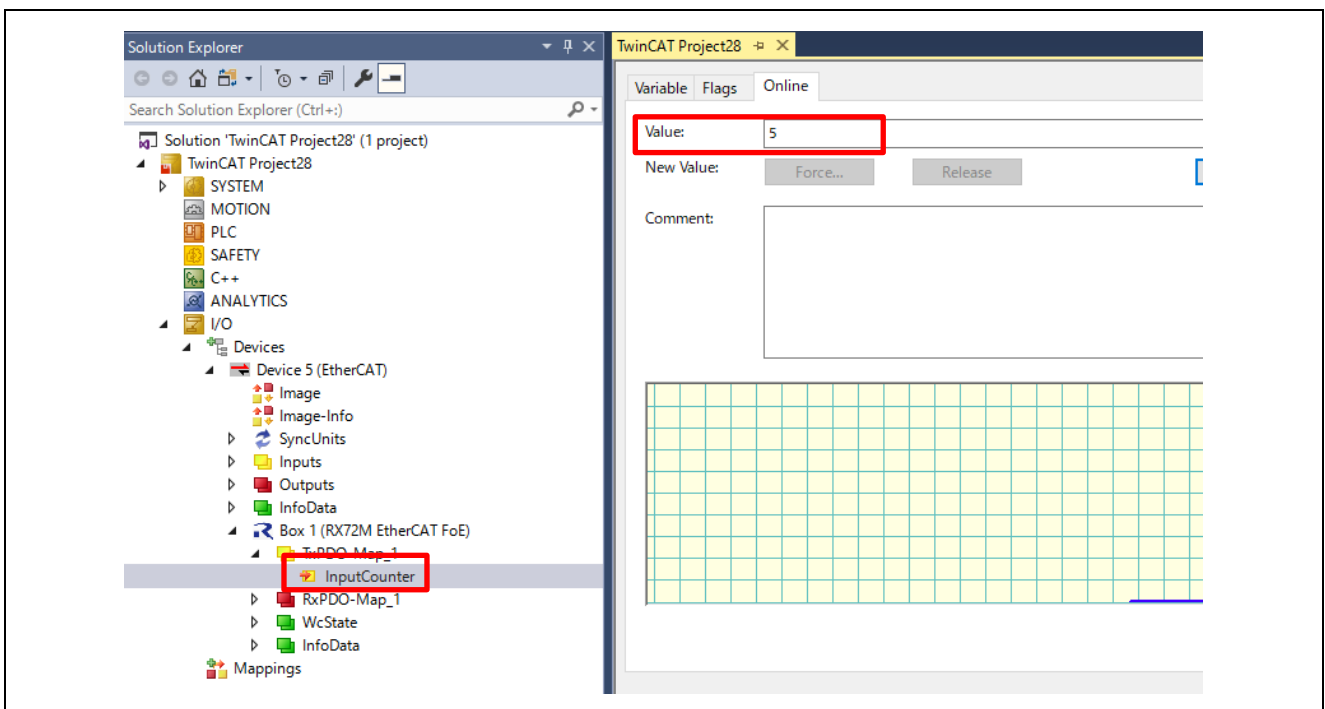 Solution Explorer
Search Solution Explorer (Ctrl+:)
Solution 'TwinCAT Project28' (1 project)
TwinCAT Project28
SYSTEM
MOTION
PLC
SAFETY
C++
ANALYTICS
I/O
Devices
Device 5 (EtherCAT)
Image
Image-Info
SyncUnits
Inputs
Outputs
InfoData
Box 1 (RX72M EtherCAT FoE)
TxPDO-Map_1
InputCounter
RxPDO-Map_1
WcState
InfoData
Mappings
TwinCAT Project28
Variable Flags Online
Value: 5
New Value: Force... Release
Comment: